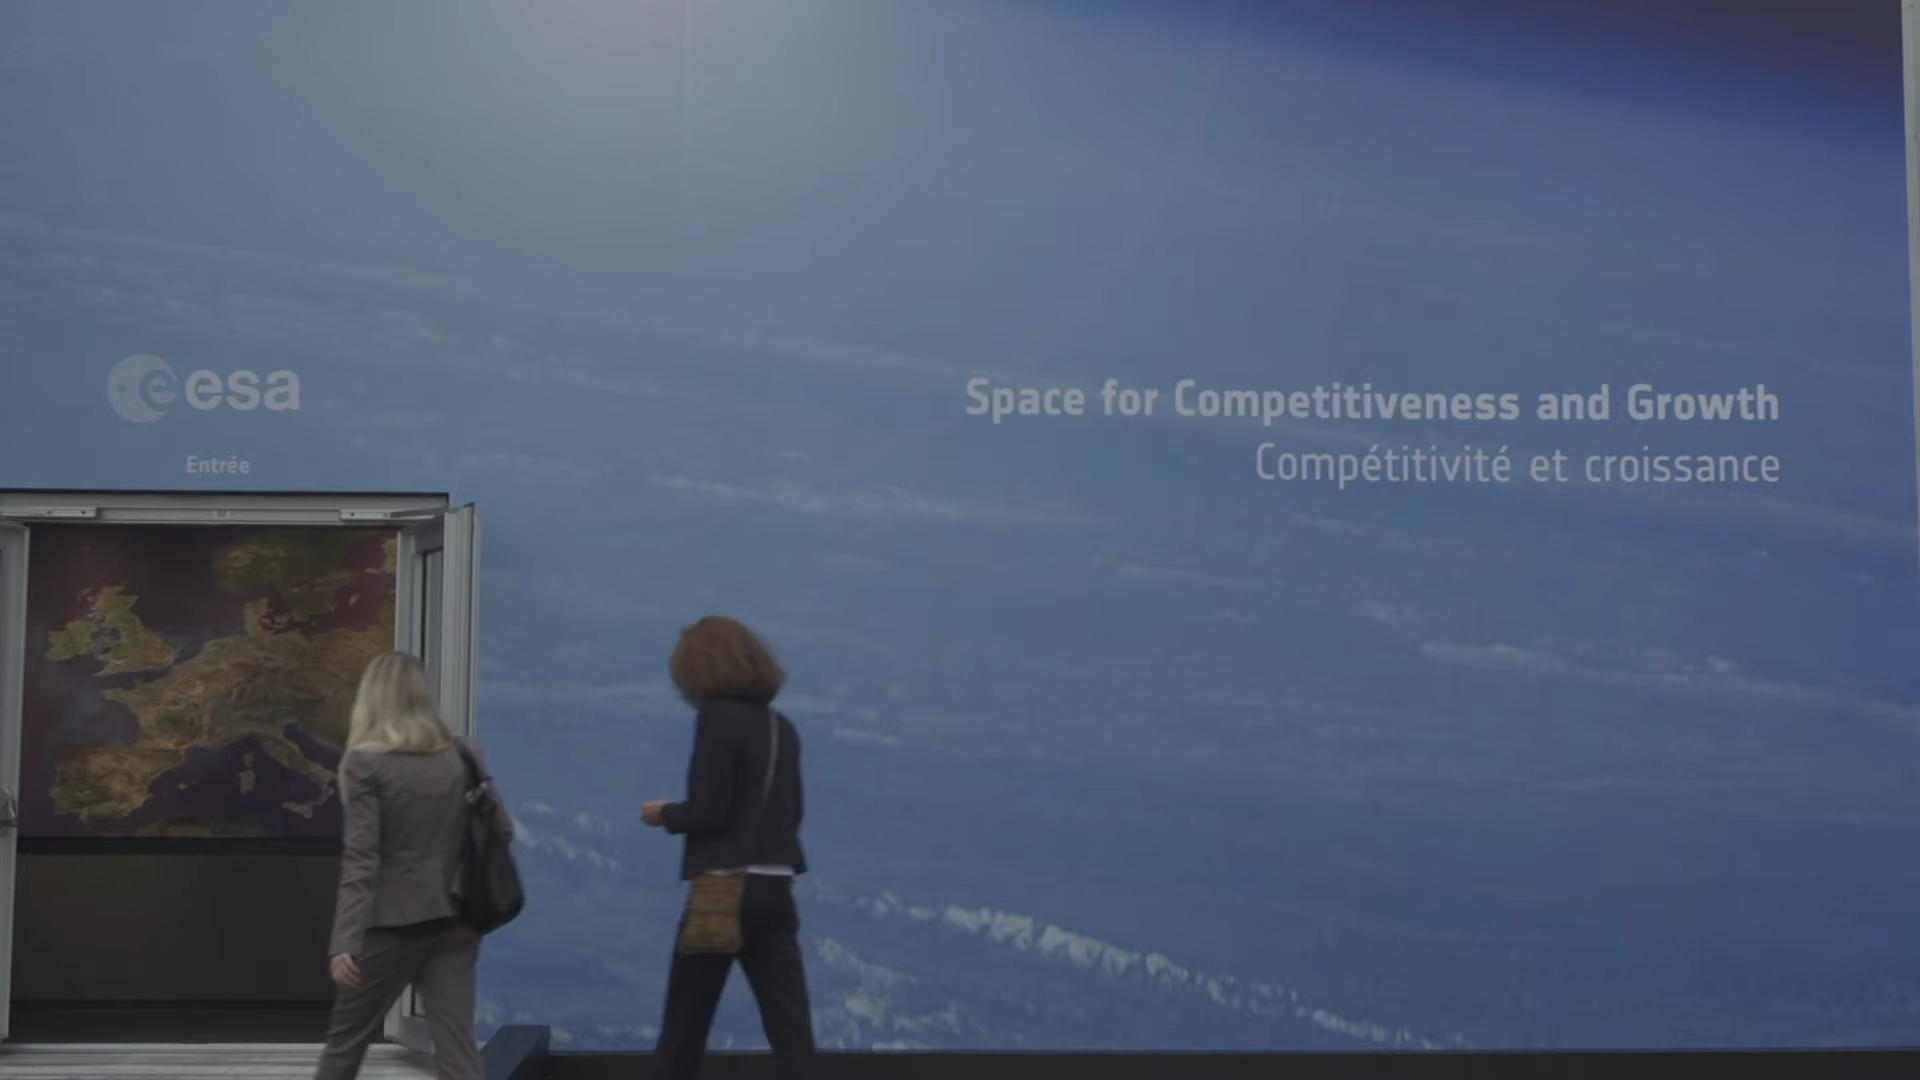 esa
Entrée
Space for Competitiveness and Growth
Compétitivité et croissance